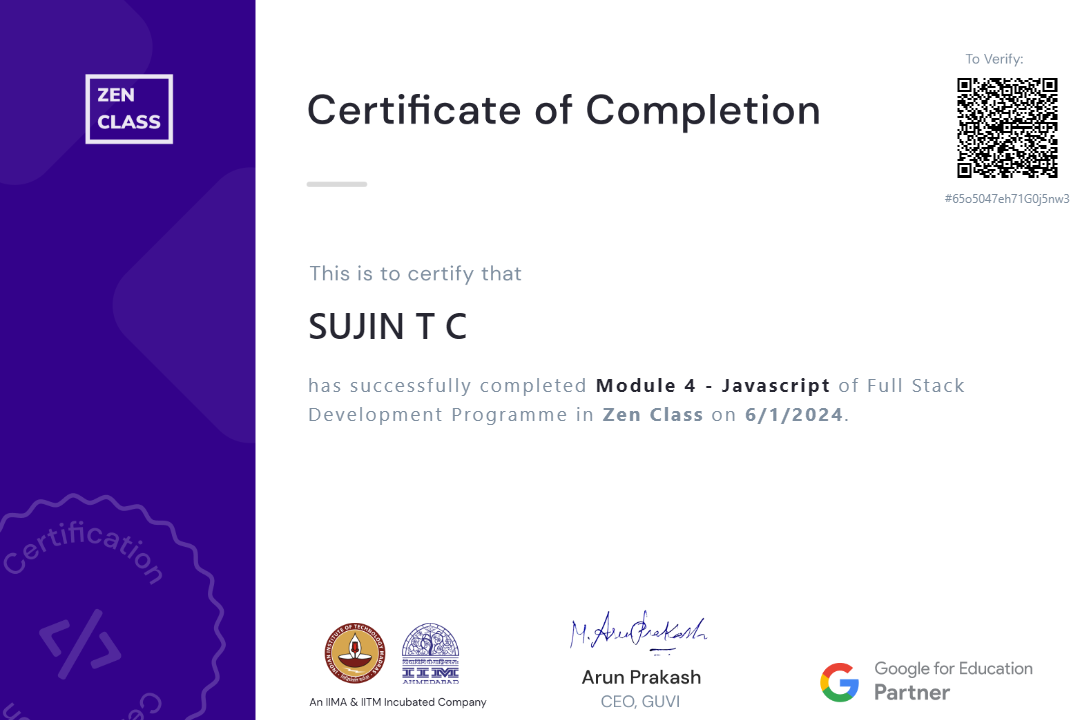 ZEN
CLASS
To Verify:
Certificate of Completion
#65o5047eh71G0j5nw3
This is to certify that
SUJIN T C
has successfully completed Module 4 - Javascript of Full Stack
Development Programme in Zen Class on 6/1/2024.
Certification
INDIAN INSTITUTE OF TECHNOLOGY MADRAS
IIM
AHMEDABAD
M. Arun Prakash
Arun Prakash
CEO, GUVI
An IIMA & IITM Incubated Company
Google for Education
Partner